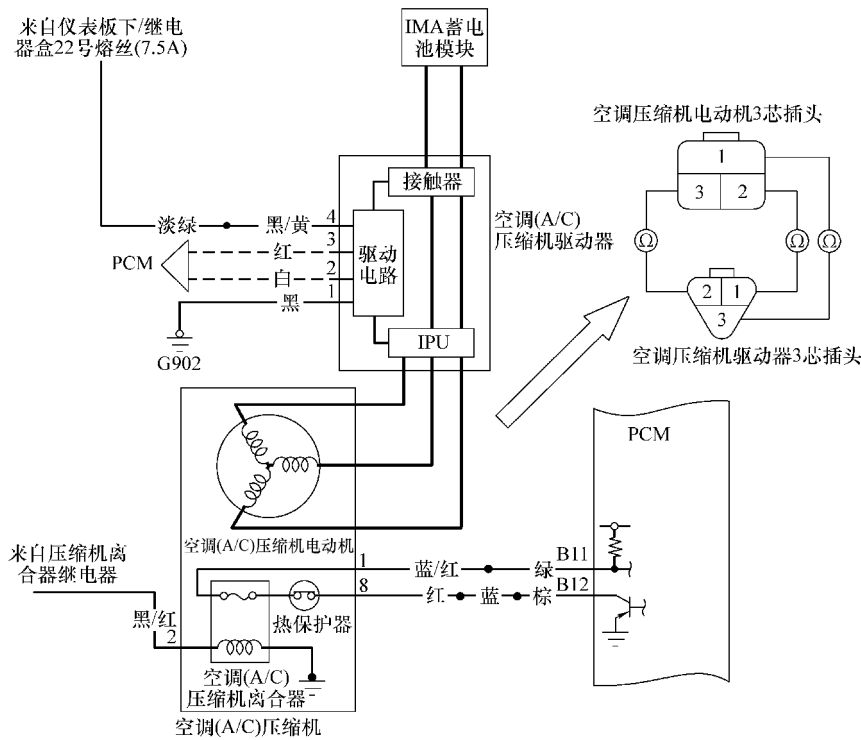 来自仪表板下/继电
器盒22号熔丝(7.5A)
IMA蓄电
池模块
空调压缩机电动机3芯插头
1
3 2
Ω Ω Ω
2 1
3
空调压缩机驱动器3芯插头
接触器
空调(A/C)
压缩机驱动器
淡绿 黑/黄 4
红 3
PCM
白 2
黑 1
驱动
电路
G902
IPU
PCM
空调(A/C)压缩机电动机
来自压缩机离
合器继电器
黑/红
2
1 蓝/红 绿 B11
8 红 蓝 棕 B12
热保护器
空调(A/C)
压缩机离合器
空调(A/C)压缩机